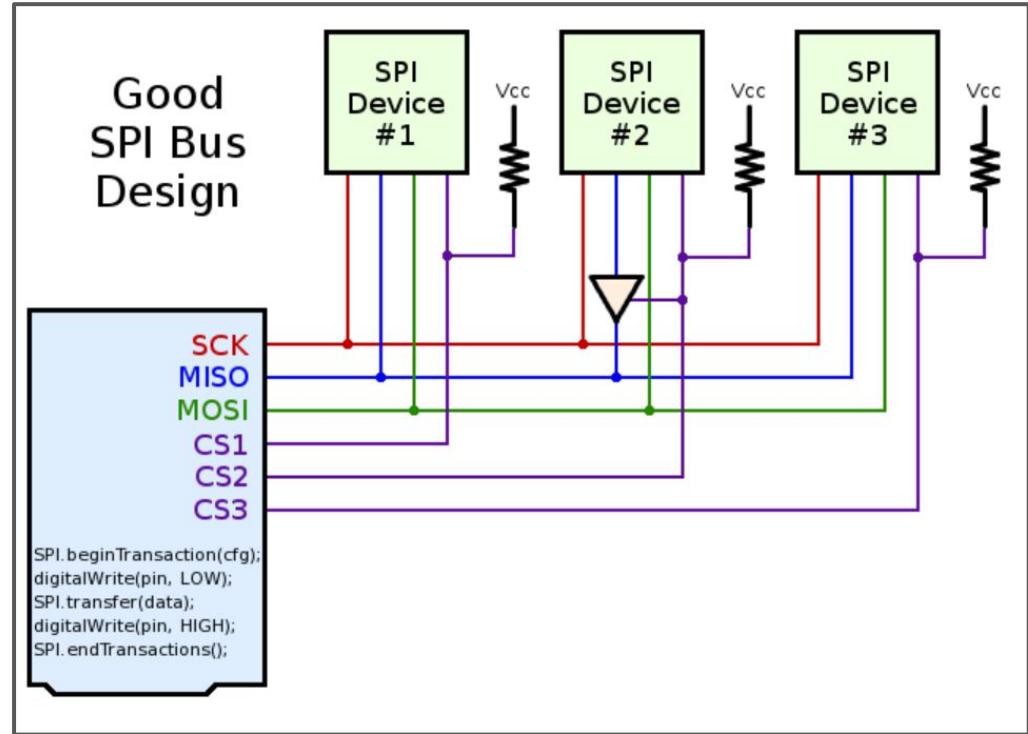 Good
SPI Bus
Design
SPI
Device
#1
Vcc
SPI
Device
#2
Vcc
SPI
Device
#3
Vcc
SCK
MISO
MOSI
CS1
CS2
CS3
SPI.beginTransaction(cfg);
digitalWrite(pin, LOW);
SPI.transfer(data);
digitalWrite(pin, HIGH);
SPI.endTransactions();